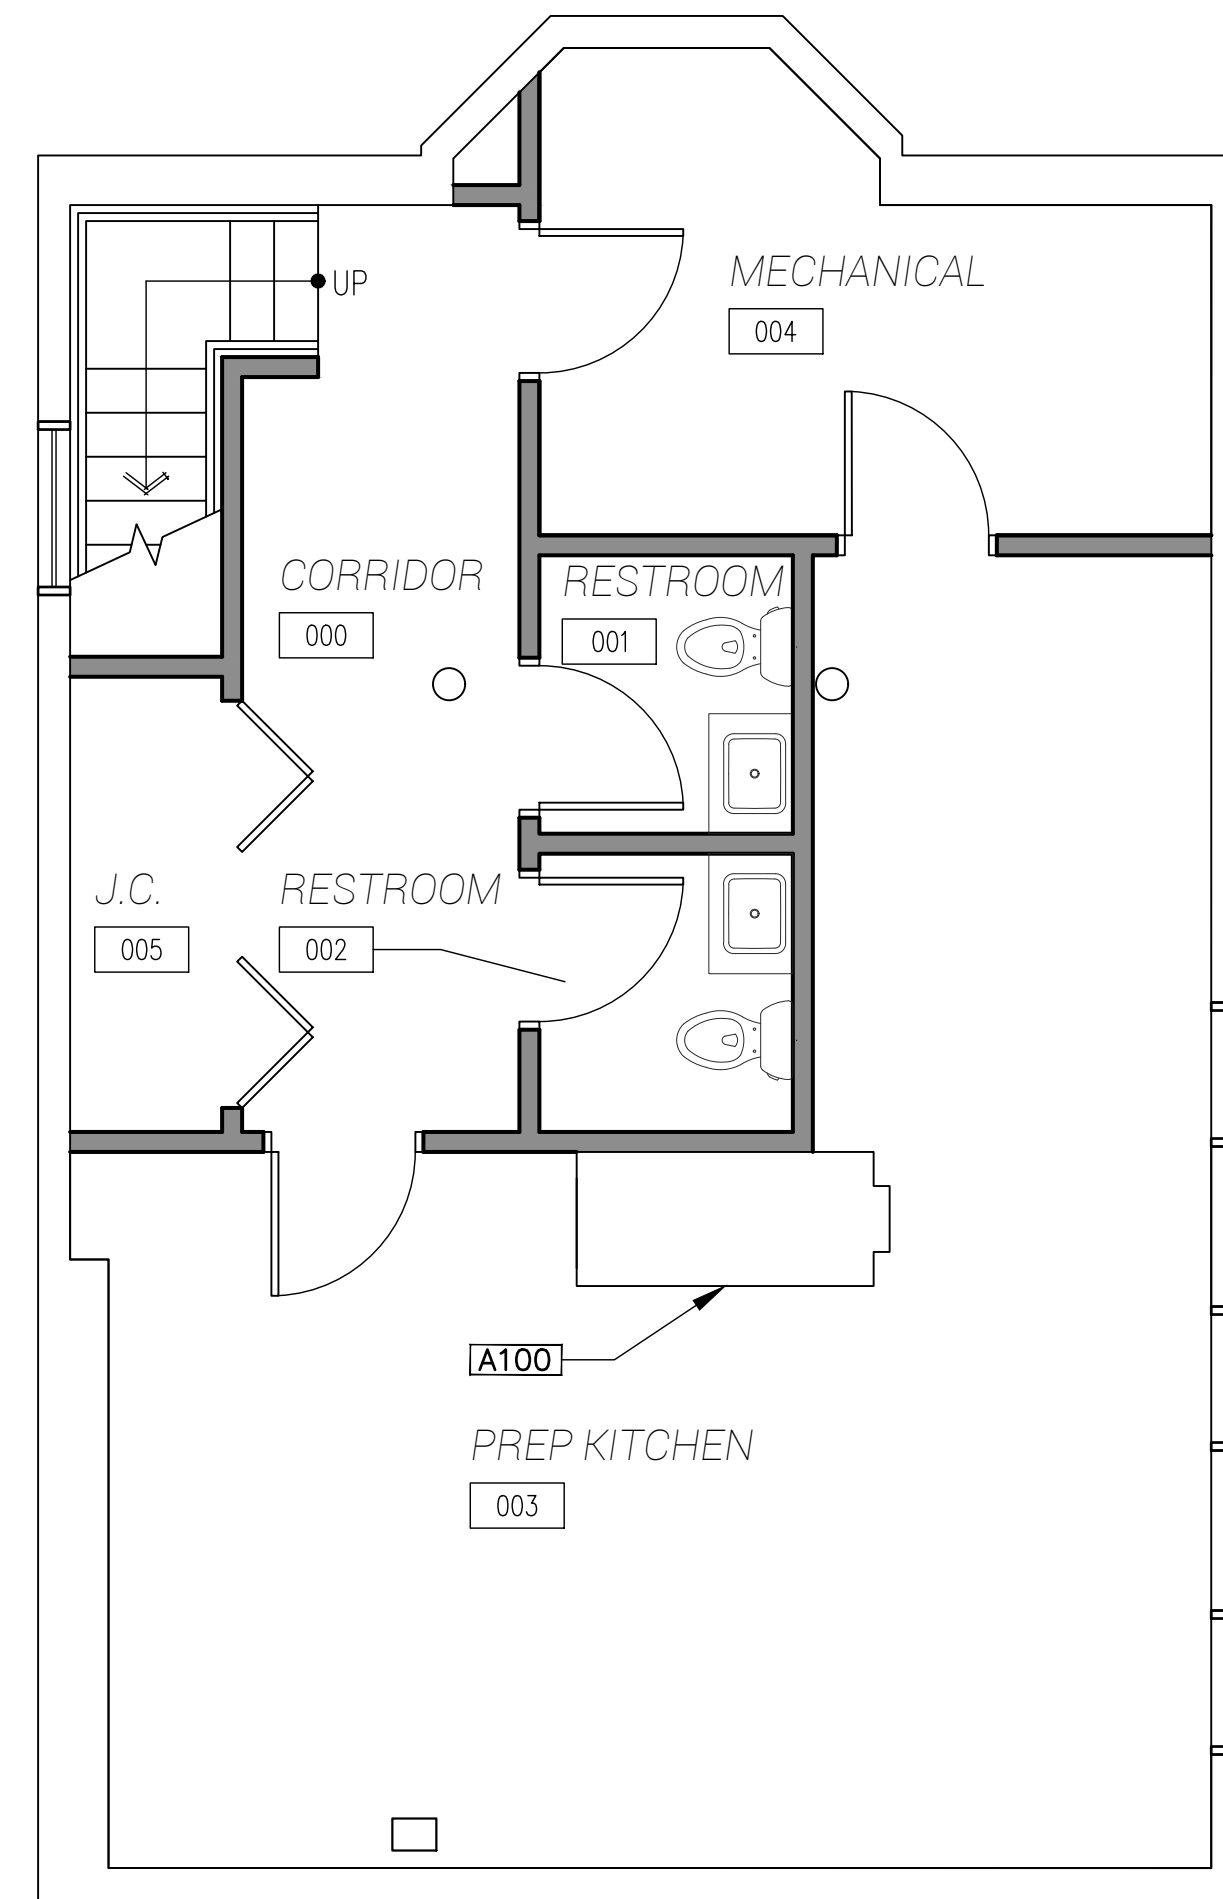 MECHANICAL
004
UP
CORRIDOR
000
RESTROOM
001
J.C.
005
RESTROOM
002
A100
PREP KITCHEN
003